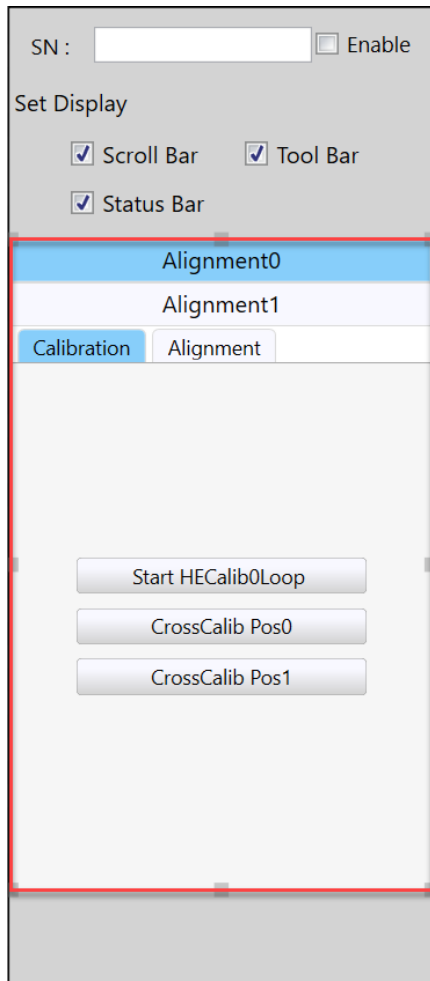 SN :
Enable
Set Display
Scroll Bar
Tool Bar
Status Bar
Alignment0
Alignment1
Calibration
Alignment
Start HECalib0Loop
CrossCalib Pos0
CrossCalib Pos1